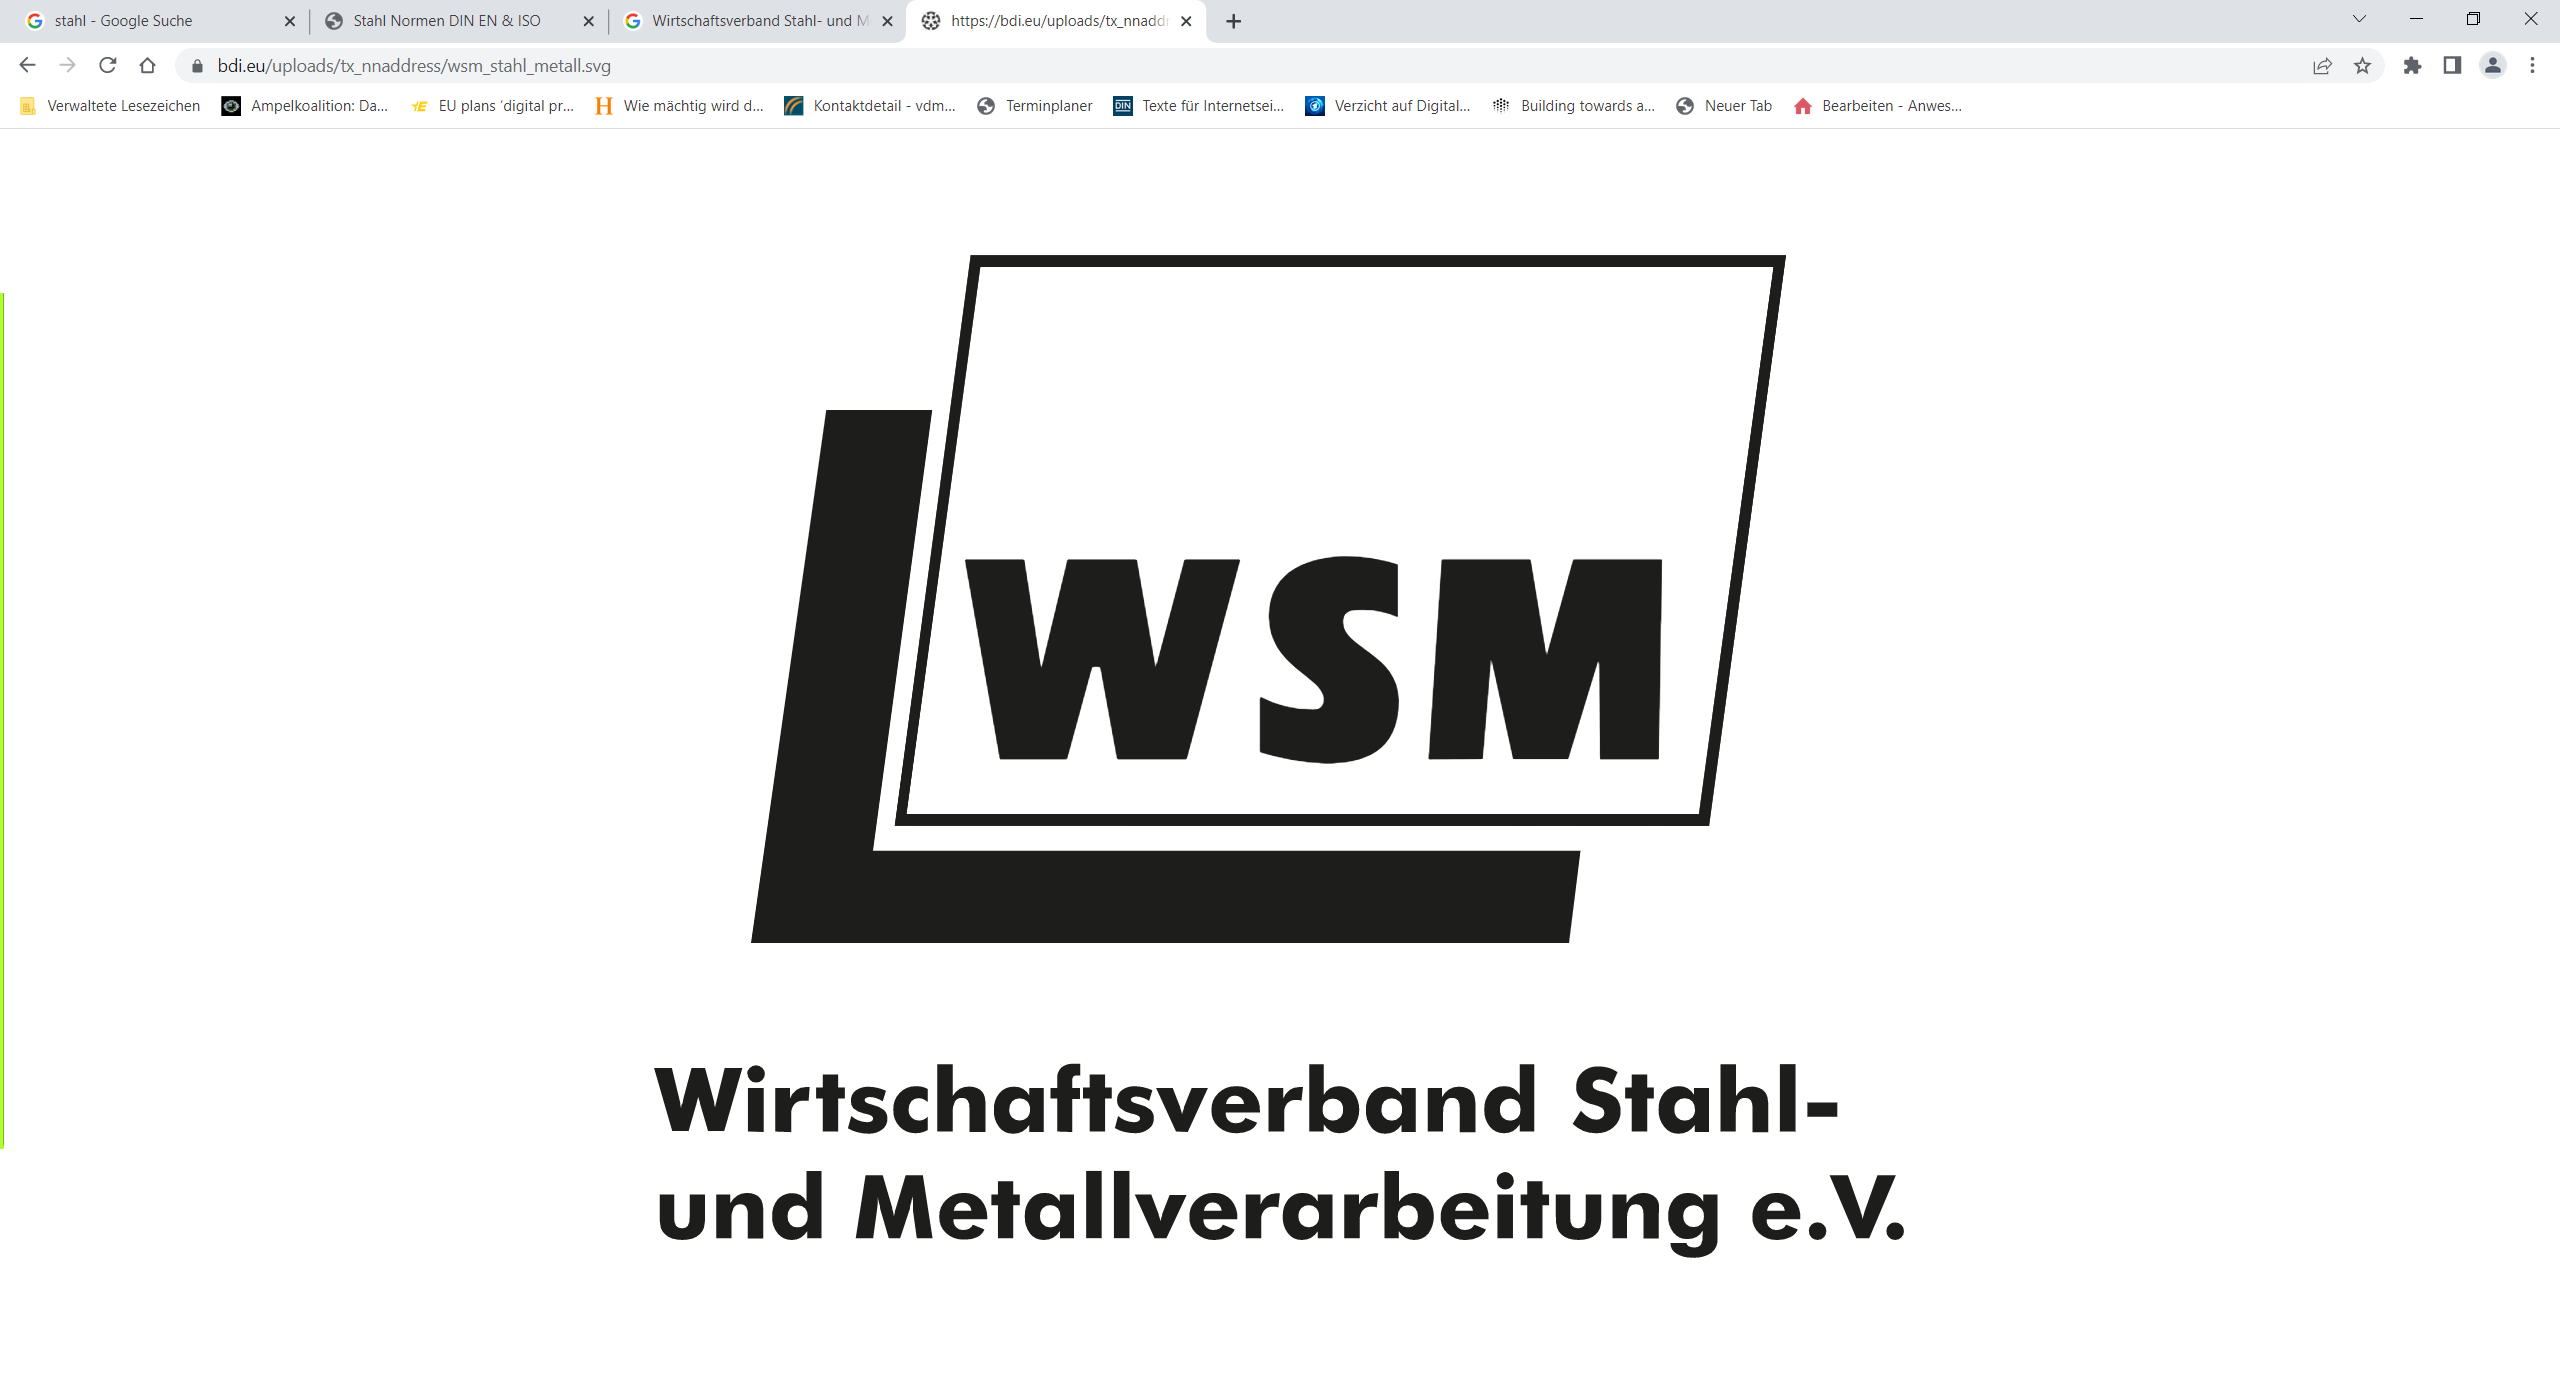 stahl - Google Suche
Stahl Normen DIN EN & ISO
Wirtschaftsverband Stahl- und M
https://bdi.eu/uploads/tx_nnadd
bdi.eu/uploads/tx_nnaddress/wsm_stahl_metall.svg
Verwaltete Lesezeichen
Ampelkoalition: Da...
EU plans 'digital pr...
Wie mächtig wird d...
Kontaktdetail - vdm...
Terminplaner
DIN
Texte für Internetsei...
Verzicht auf Digital...
Building towards a...
Neuer Tab
Bearbeiten - Anwes...
WSM
Wirtschaftsverband Stahl-
und Metallverarbeitung e.V.